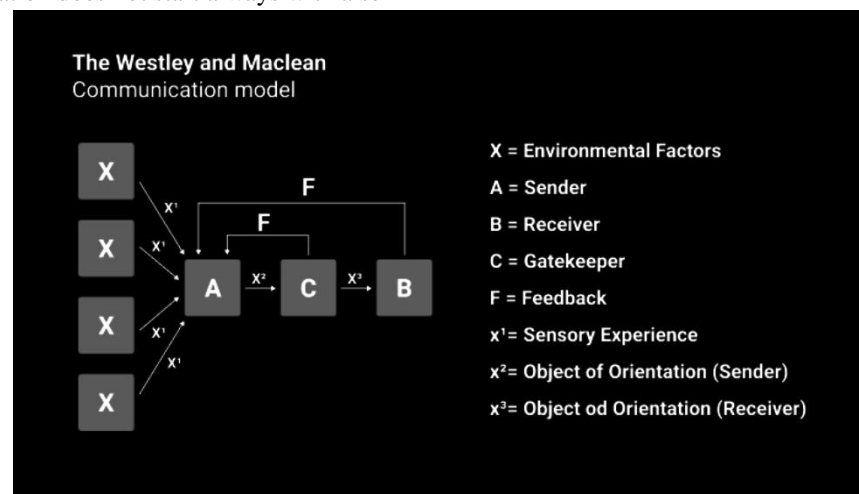 The Westley and Maclean
Communication model
X
X
X
X
X¹
X¹
X¹
X¹
F
F
A
X²
C
X³
B
X = Environmental Factors
A = Sender
B = Receiver
C = Gatekeeper
F = Feedback
x¹= Sensory Experience
x²= Object of Orientation (Sender)
x³= Object od Orientation (Receiver)